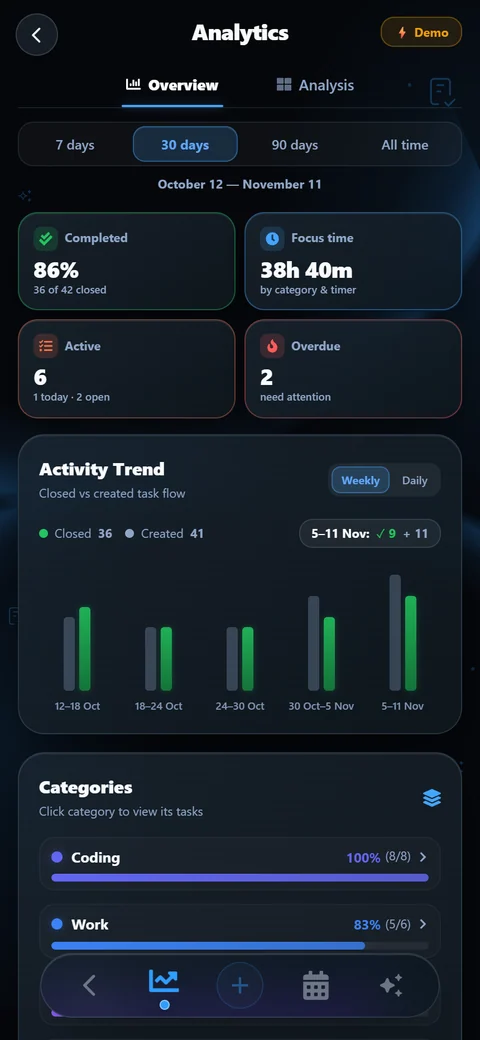 Analytics
Demo
Overview
Analysis
7 days
30 days
90 days
All time
October 12 — November 11
Completed
86%
36 of 42 closed
Focus time
38h 40m
by category & timer
Active
6
1 today · 2 open
Overdue
2
need attention
Activity Trend
Closed vs created task flow
Weekly
Daily
Closed 36
Created 41
5–11 Nov: ✓ 9 + 11
12–18 Oct
18–24 Oct
24–30 Oct
30 Oct–5 Nov
5–11 Nov
Categories
Click category to view its tasks
Coding
100% (8/8)
Work
83% (5/6)